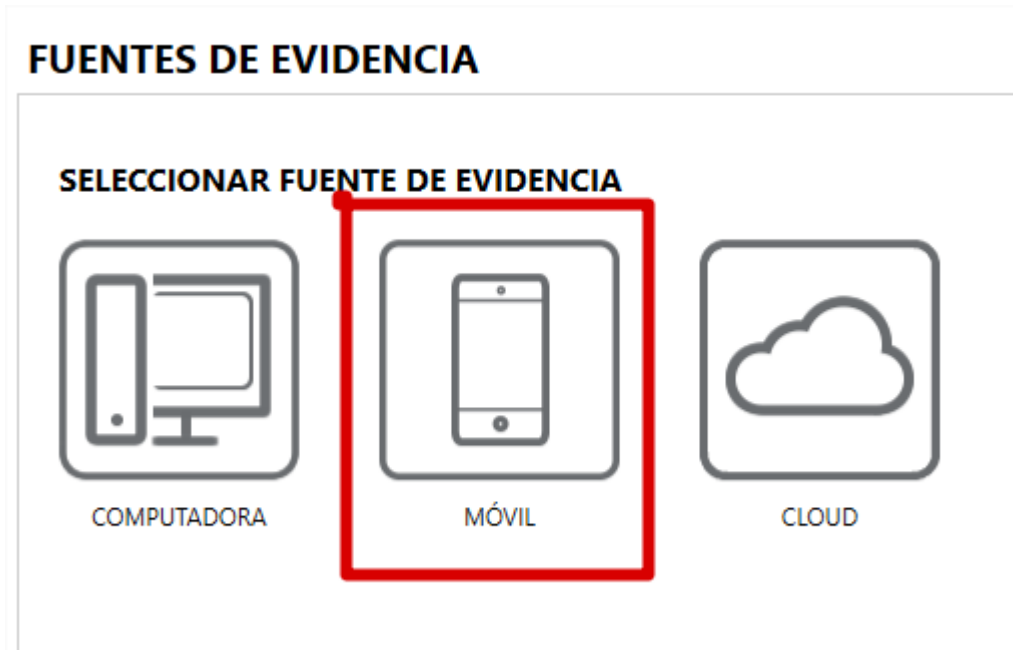 FUENTES DE EVIDENCIA
SELECCIONAR FUENTE DE EVIDENCIA
COMPUTADORA
MÓVIL
CLOUD